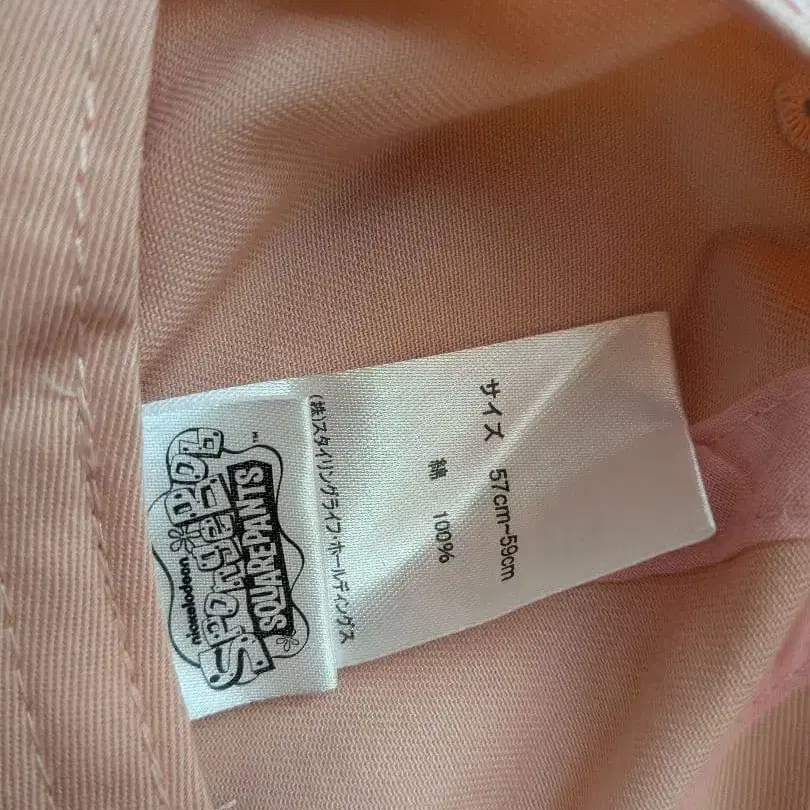 サイズ 57cm~59cm
綿 100%
(株)スタイリングライフ・ホールディングス
nickelodeon
SPONGEBOB
SQUAREPANTS
TM